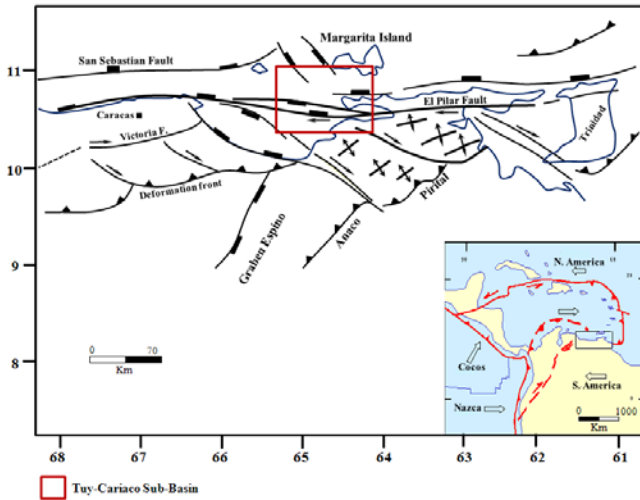 Margarita Island
San Sebastian Fault
11
El Pilar Fault
Caracas
Victoria F.
Trinidad
10
Deformation front
Pirital
Anaco
Graben Espino
9
8
0 70
Km
N. America
Cocos
S. America
Nazca
0 1000
Km
68 67 66 65 64 63 62 61
Tuy-Cariaco Sub-Basin